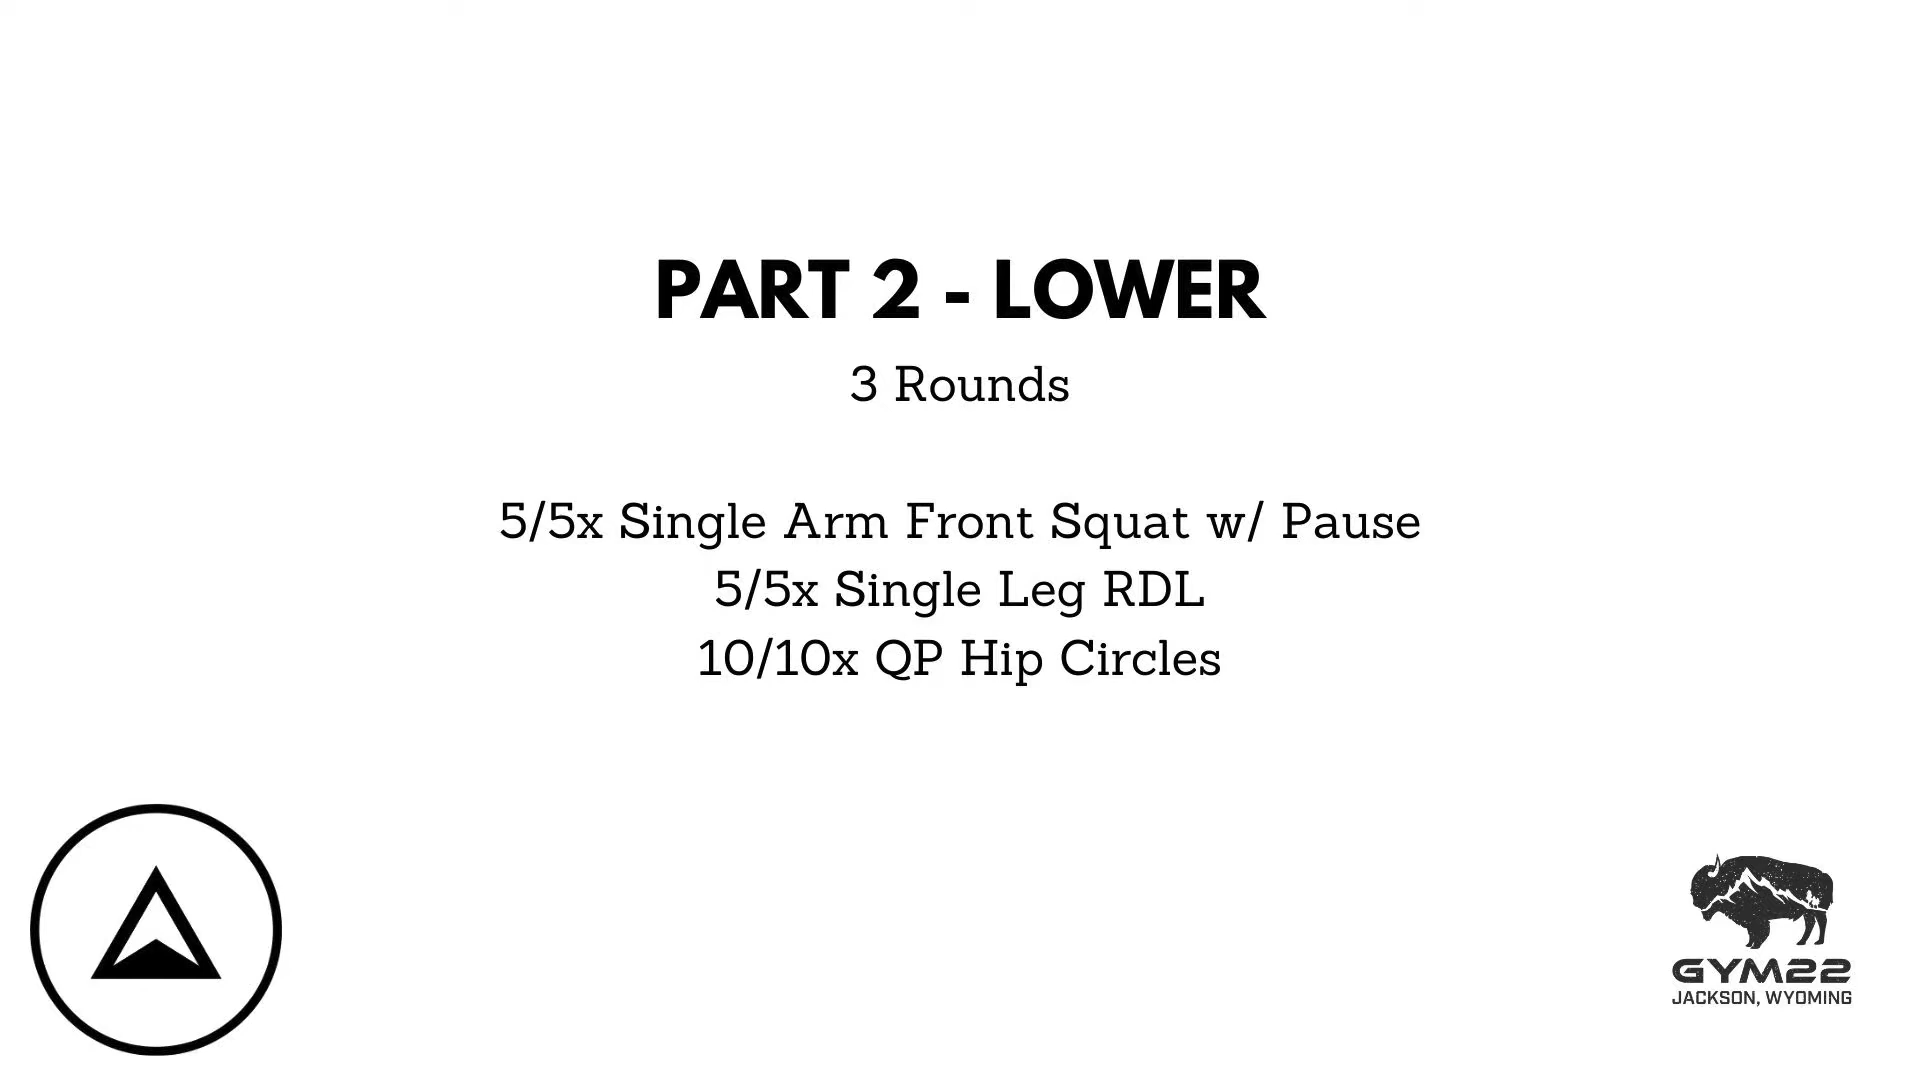 PART 2 - LOWER
3 Rounds
5/5x Single Arm Front Squat w/ Pause
5/5x Single Leg RDL
10/10x QP Hip Circles
GYM22
JACKSON, WYOMING